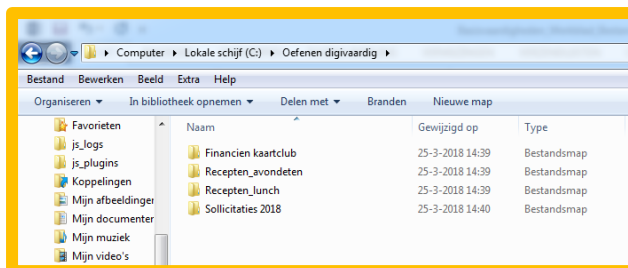 Computer ▸ Lokale schijf (C:) ▸ Oefenen digivaardig ▸
Bestand Bewerken Beeld Extra Help
Organiseren ▾ In bibliotheek opnemen ▾ Delen met ▾ Branden Nieuwe map
Favorieten
js_logs
js_plugins
Koppelingen
Mijn afbeeldingen
Mijn documenten
Mijn muziek
Mijn video's
Naam Gewijzigd op Type
Financien kaartclub 25-3-2018 14:39 Bestandsmap
Recepten_avondeten 25-3-2018 14:39 Bestandsmap
Recepten_lunch 25-3-2018 14:39 Bestandsmap
Sollicitaties 2018 25-3-2018 14:40 Bestandsmap